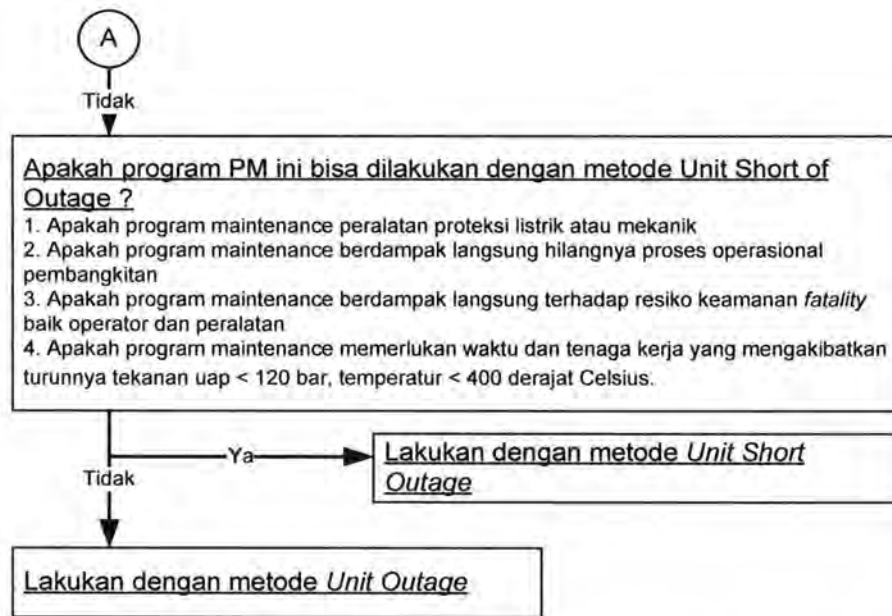 A
Tidak
Apakah program PM ini bisa dilakukan dengan metode Unit Short of
Outage ?
1. Apakah program maintenance peralatan proteksi listrik atau mekanik
2. Apakah program maintenance berdampak langsung hilangnya proses operasional
pembangkitan
3. Apakah program maintenance berdampak langsung terhadap resiko keamanan fatality
baik operator dan peralatan
4. Apakah program maintenance memerlukan waktu dan tenaga kerja yang mengakibatkan
turunnya tekanan uap < 120 bar, temperatur < 400 derajat Celsius.
Ya
Lakukan dengan metode Unit Short
Outage
Tidak
Lakukan dengan metode Unit Outage